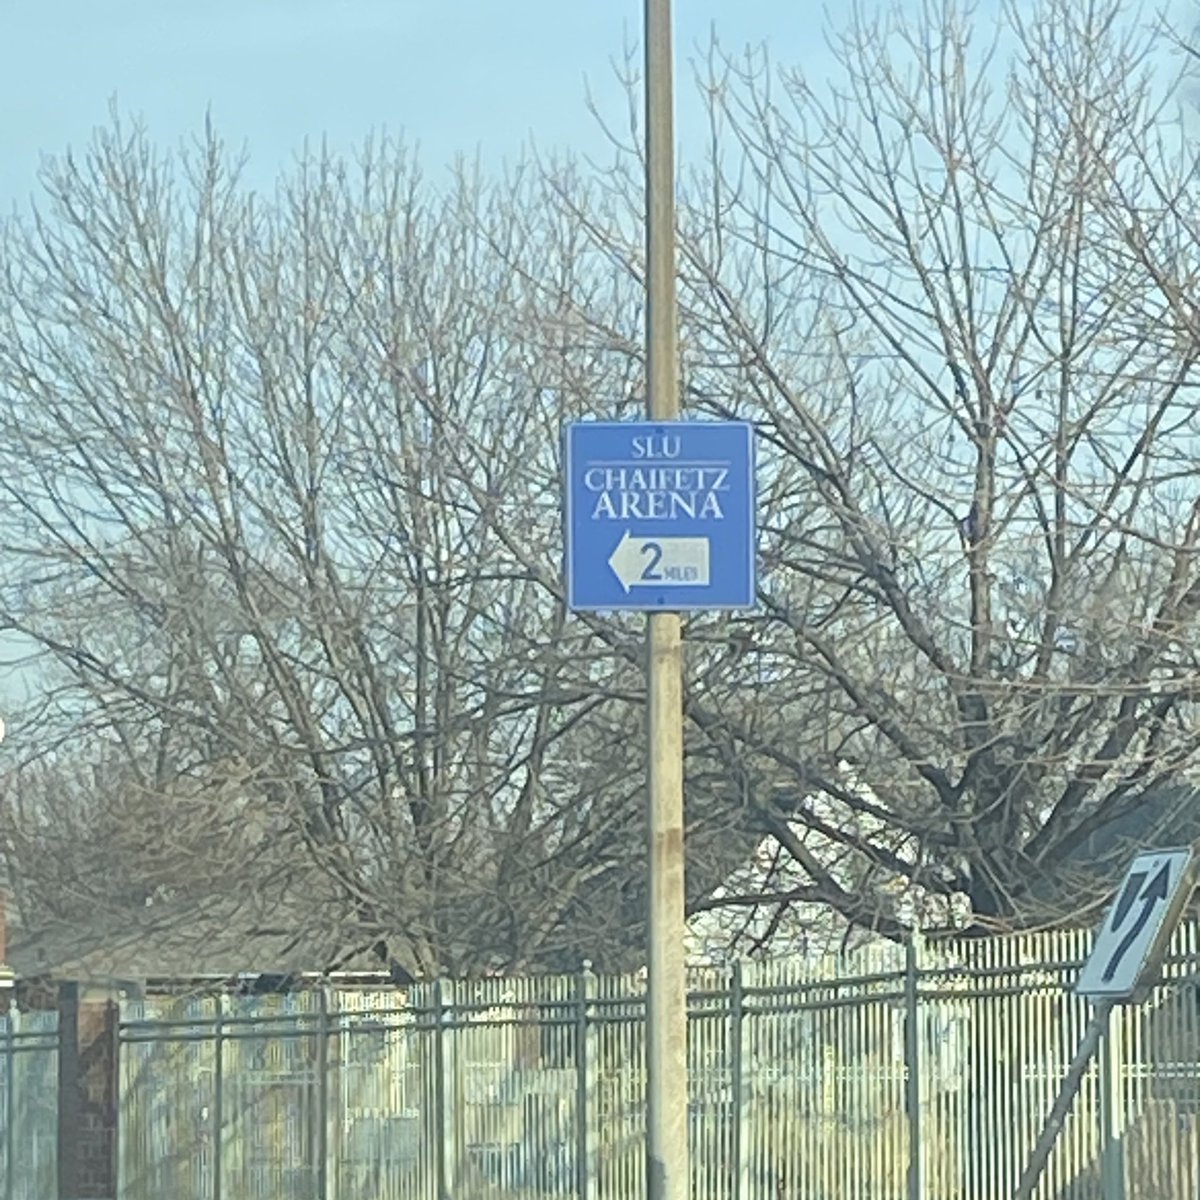 SLU
CHAIFETZ
ARENA
2 MILES